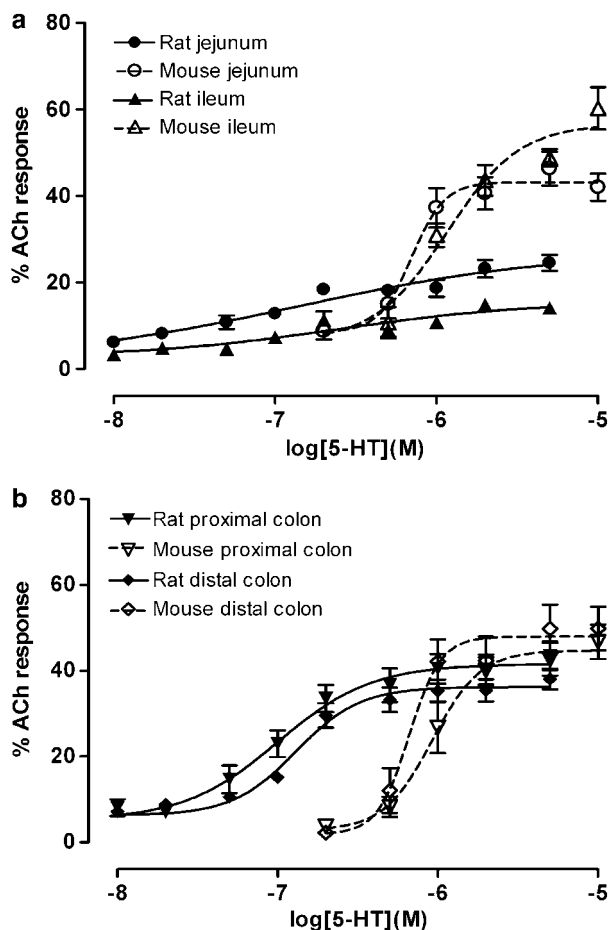 a
80
Rat jejunum
Mouse jejunum
Rat ileum
Mouse ileum
60
40
20
0
% ACh response
-8 -7 -6 -5
log[5-HT](M)
b
80
Rat proximal colon
Mouse proximal colon
Rat distal colon
Mouse distal colon
60
40
20
0
% ACh response
-8 -7 -6 -5
log[5-HT](M)